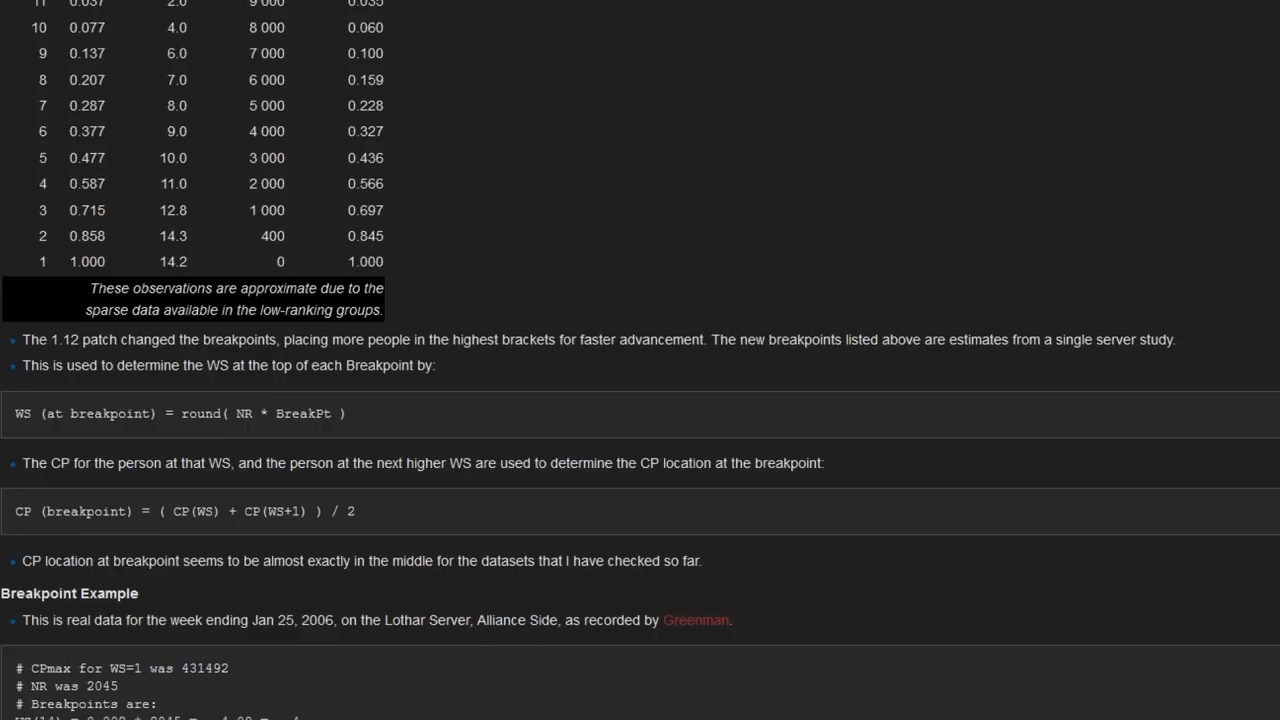 11 0.037 2.0 9 000 0.035
10 0.077 4.0 8 000 0.060
9 0.137 6.0 7 000 0.100
8 0.207 7.0 6 000 0.159
7 0.287 8.0 5 000 0.228
6 0.377 9.0 4 000 0.327
5 0.477 10.0 3 000 0.436
4 0.587 11.0 2 000 0.566
3 0.715 12.8 1 000 0.697
2 0.858 14.3 400 0.845
1 1.000 14.2 0 1.000
These observations are approximate due to the
sparse data available in the low-ranking groups.
The 1.12 patch changed the breakpoints, placing more people in the highest brackets for faster advancement. The new breakpoints listed above are estimates from a single server study.
This is used to determine the WS at the top of each Breakpoint by:
WS (at breakpoint) = round( NR * BreakPt )
The CP for the person at that WS, and the person at the next higher WS are used to determine the CP location at the breakpoint:
CP (breakpoint) = ( CP(WS) + CP(WS+1) ) / 2
CP location at breakpoint seems to be almost exactly in the middle for the datasets that I have checked so far.
Breakpoint Example
This is real data for the week ending Jan 25, 2006, on the Lothar Server, Alliance Side, as recorded by Greenman.
# CPmax for WS=1 was 431492
# NR was 2045
# Breakpoints are: